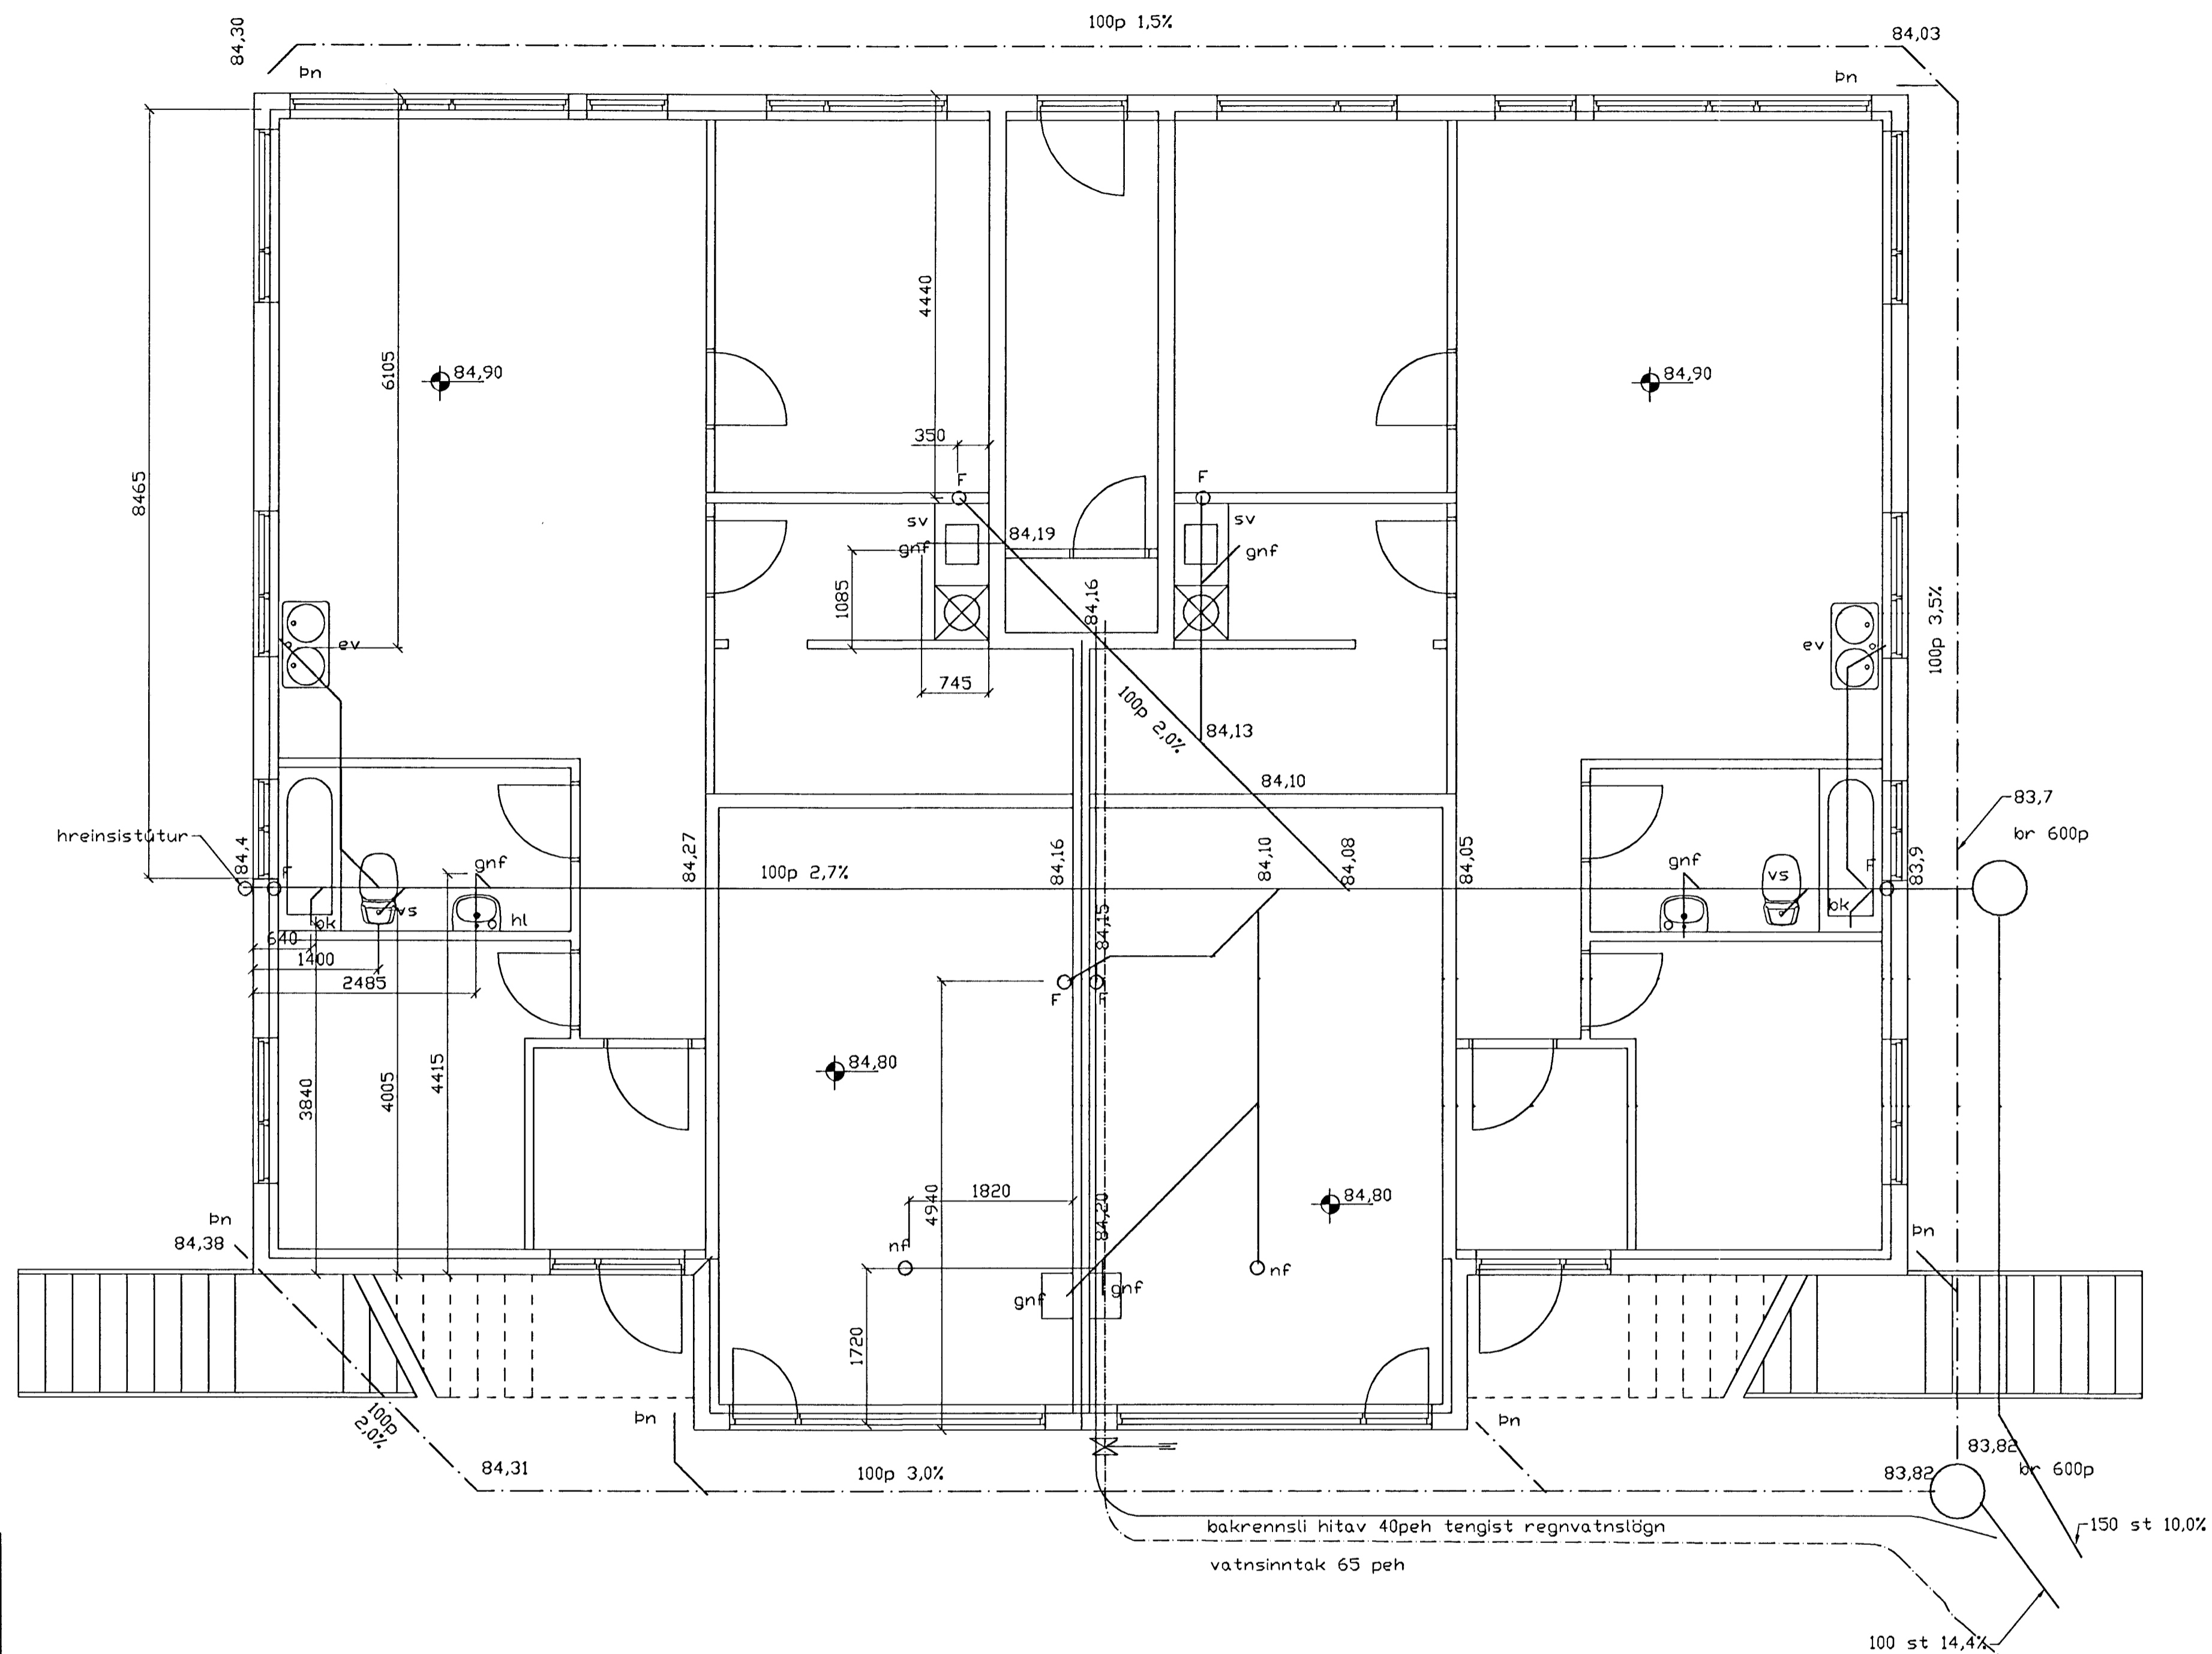 100p 1,5%
84,30
84,03
Þn
Þn
8465
6105
4440
84,90
84,90
350
F
F
sv
84,19
sv
gnf
gnf
1085
84,16
100p 3,5%
ev
ev
745
100p 2,0%
84,13
84,10
83,7
br 600p
hreinsistútur
84,4
F
gnf
84,27
100p 2,7%
84,16
84,10
84,08
84,05
gnf
vs
F
83,9
vs
bk
hl
84,15
bk
640
1400
2485
F
F
3840
4005
4415
84,80
4940
1820
84,20
84,80
Þn
84,38
Þn
nf
nf
gnf
gnf
1720
100p
2,0%
Þn
Þn
84,31
100p 3,0%
83,82
83,82
br 600p
bakrennsli hitav 40peh tengist regnvatnslögn
150 st 10,0%
vatnsinntak 65 peh
100 st 14,4%